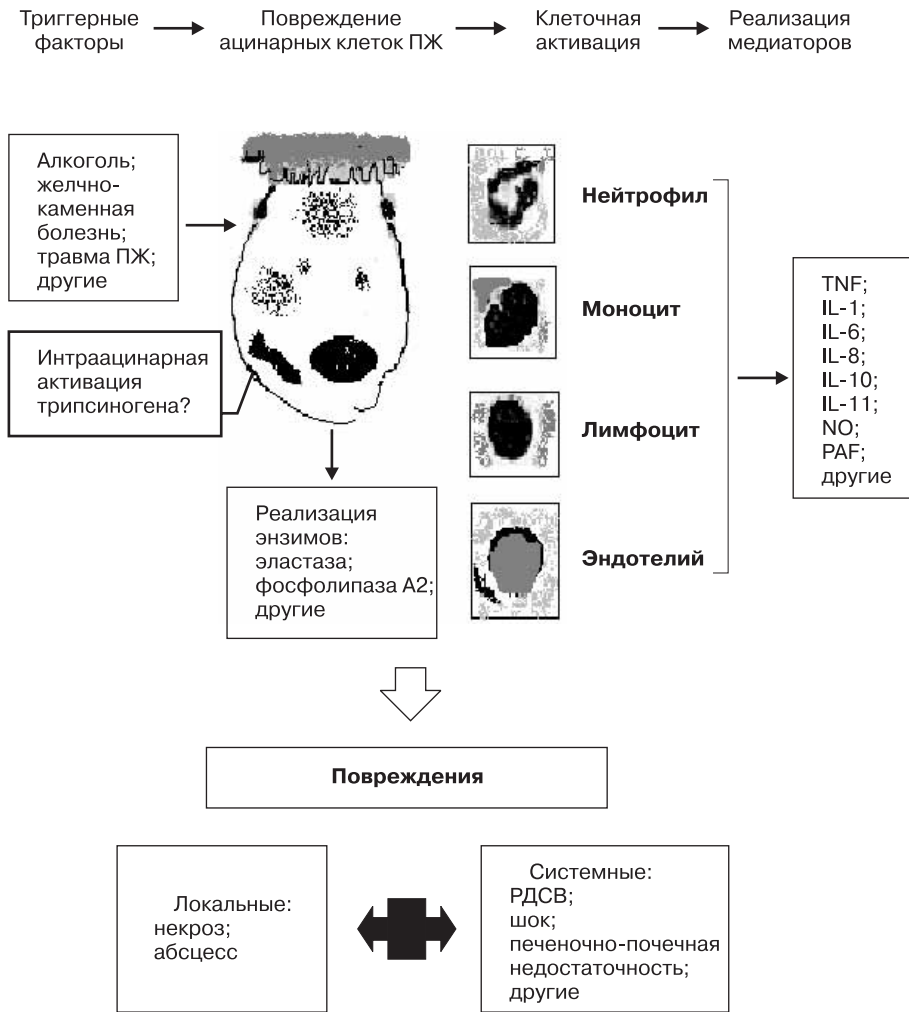 Триггерные
факторы
Повреждение
ацинарных клеток ПЖ
Клеточная
активация
Реализация
медиаторов
Алкоголь;
желчно-
каменная
болезнь;
травма ПЖ;
другие
Интраацинарная
активация
трипсиногена?
Реализация
энзимов:
эластаза;
фосфолипаза А2;
другие
Нейтрофил
Моноцит
Лимфоцит
Эндотелий
TNF;
IL-1;
IL-6;
IL-8;
IL-10;
IL-11;
NO;
PAF;
другие
Повреждения
Локальные:
некроз;
абсцесс
Системные:
РДСВ;
шок;
печеночно-почечная
недостаточность;
другие